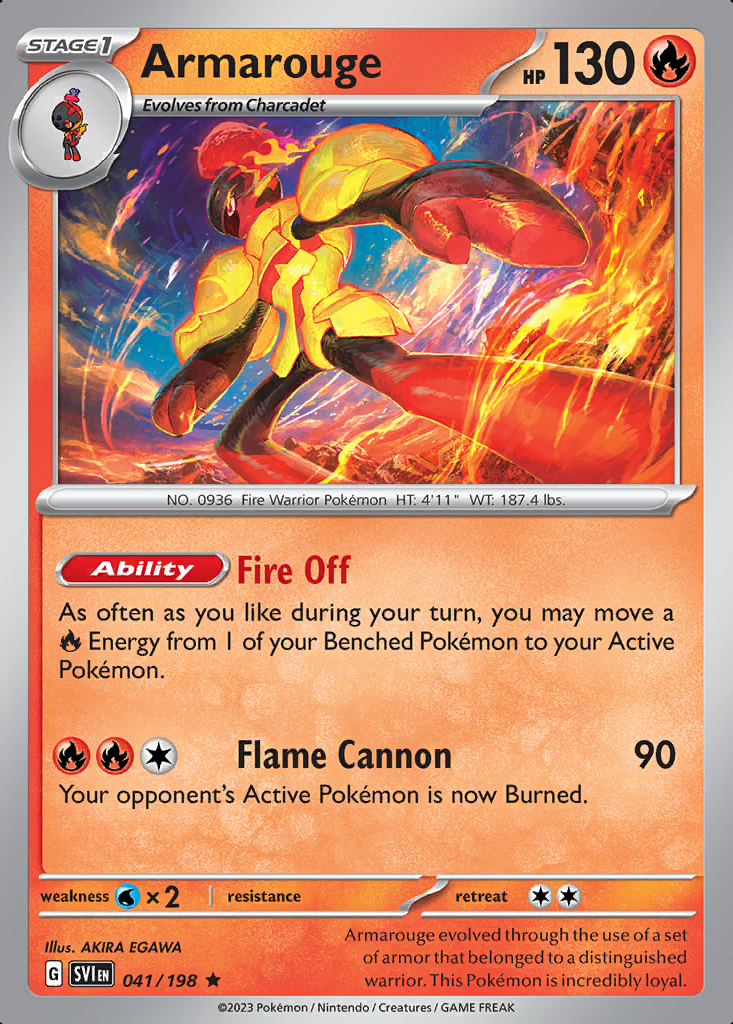 STAGE1
Armarouge
HP 130
Evolves from Charcadet
NO. 0936 Fire Warrior Pokémon HT: 4'11" WT: 187.4 lbs.
Ability Fire Off
As often as you like during your turn, you may move a
Energy from 1 of your Benched Pokémon to your Active
Pokémon.
Flame Cannon 90
Your opponent's Active Pokémon is now Burned.
weakness ×2 resistance retreat
Illus. AKIRA EGAWA
G SVI EN 041/198 ★
Armarouge evolved through the use of a set
of armor that belonged to a distinguished
warrior. This Pokémon is incredibly loyal.
©2023 Pokémon / Nintendo / Creatures / GAME FREAK